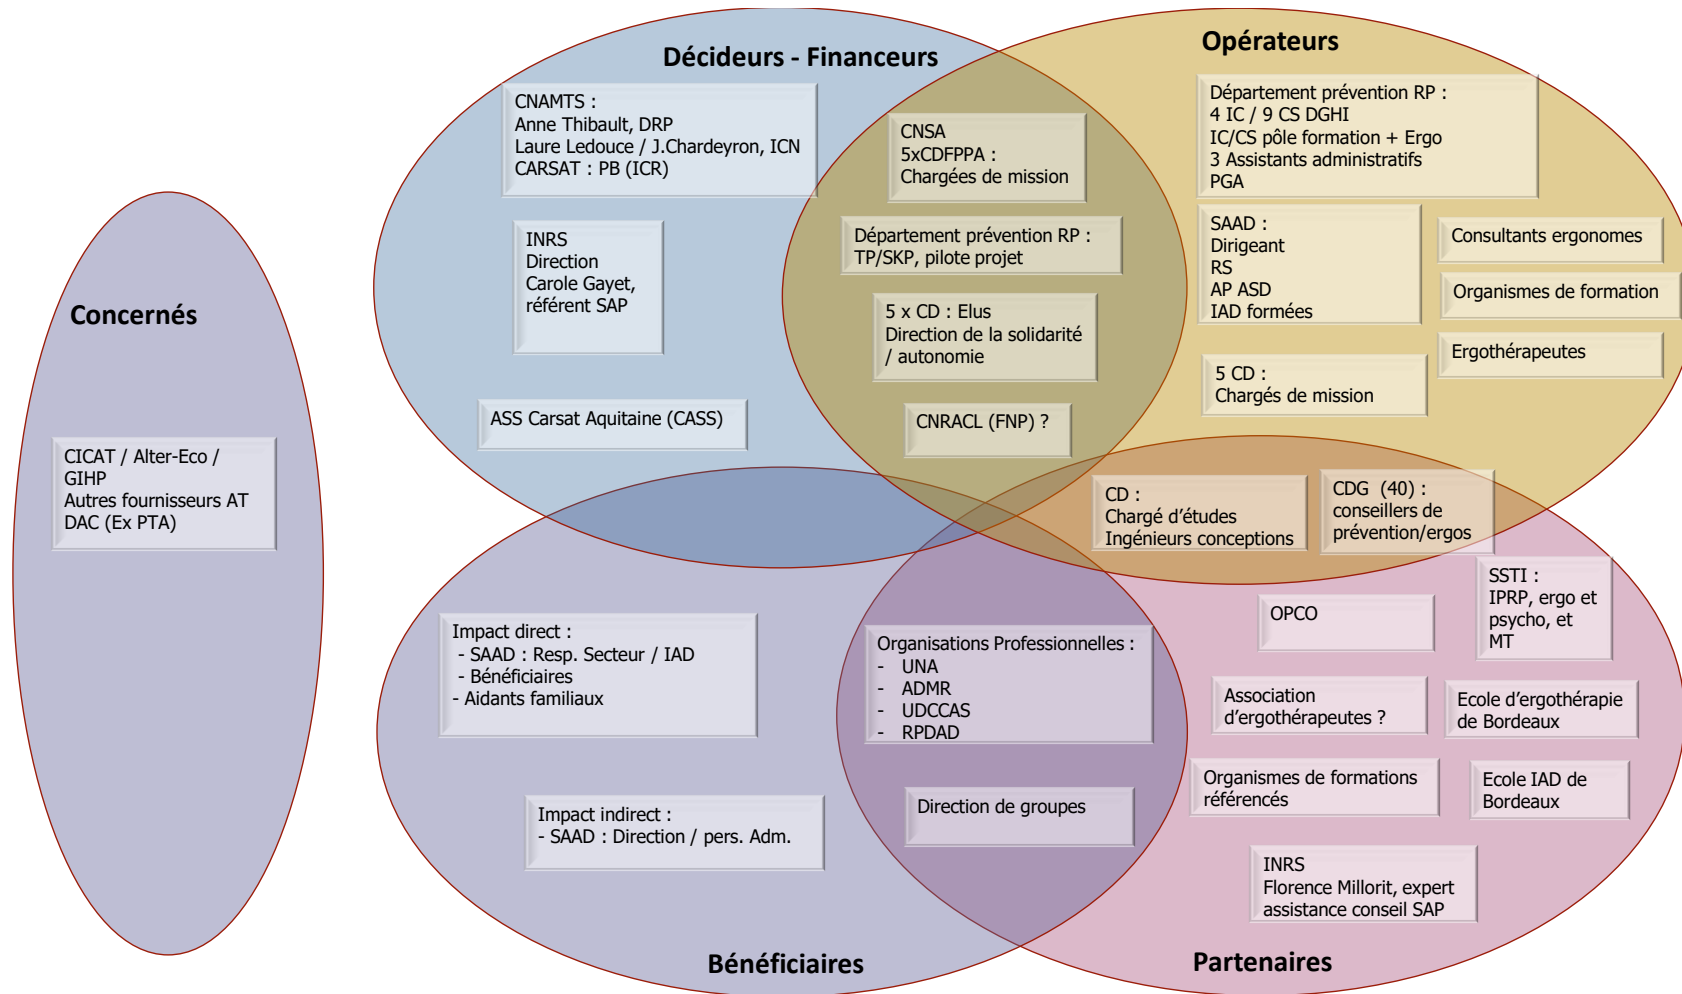 Décideurs - Financeurs
CNAMTS :
Anne Thibault, DRP
Laure Ledouce / J.Chardeyron, ICN
CARSAT : PB (ICR)
INRS
Direction
Carole Gayet,
référent SAP
ASS Carsat Aquitaine (CASS)
CNSA
5xCDFPPA :
Chargées de mission
Département prévention RP :
TP/SKP, pilote projet
5 x CD : Elus
Direction de la solidarité
/ autonomie
CNRACL (FNP) ?
Opérateurs
Département prévention RP :
4 IC / 9 CS DGHI
IC/CS pôle formation + Ergo
3 Assistants administratifs
PGA
SAAD :
Dirigeant
RS
AP ASD
IAD formées
Consultants ergonomes
Organismes de formation
Ergothérapeutes
5 CD :
Chargés de mission
Concernés
CICAT / Alter-Eco /
GIHP
Autres fournisseurs AT
DAC (Ex PTA)
CD :
Chargé d’études
Ingénieurs conceptions
CDG (40) :
conseillers de
prévention/ergos
Impact direct :
- SAAD : Resp. Secteur / IAD
- Bénéficiaires
- Aidants familiaux
Impact indirect :
- SAAD : Direction / pers. Adm.
Bénéficiaires
Organisations Professionnelles :
- UNA
- ADMR
- UDCCAS
- RPDAD
Direction de groupes
OPCO
SSTI :
IPRP, ergo et
psycho, et
MT
Association
d’ergothérapeutes ?
Ecole d’ergothérapie
de Bordeaux
Organismes de formations
référencés
Ecole IAD de
Bordeaux
INRS
Florence Millorit, expert
assistance conseil SAP
Partenaires